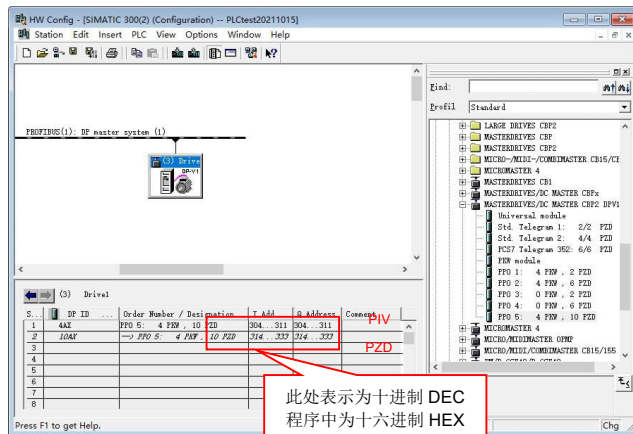 HW Config - [SIMATIC 300(2) (Configuration) -- PLCtest20211015]
Station Edit Insert PLC View Options Window Help
Find:
Profil Standard
PROFIBUS(1): DP master system (1)
(3) Drive
DP-V1
LARGE DRIVES CBP2
MASTERDRIVES CBP
MASTERDRIVES CBP2
MICRO-/MIDI-/COMBIMASTER CB15/CE
MICROMASTER 4
MASTERDRIVES CB1
MASTERDRIVES/DC MASTER CBPx
MASTERDRIVES/DC MASTER CBP2 DPV1
Universal module
Std. Telegram 1: 2/2 PZD
Std. Telegram 2: 4/4 PZD
PCS7 Telegram 352: 6/6 PZD
PKW module
PPO 1: 4 PKW , 2 PZD
PPO 2: 4 PKW , 6 PZD
PPO 3: 0 PKW , 2 PZD
PPO 4: 0 PKW , 6 PZD
PPO 5: 4 PKW , 10 PZD
MICROMASTER 4
MICRO/MIDIMASTER OPMP
MICRO/MIDI/COMBIMASTER CB15/155
(3) Drive1
S... DP ID ... Order Number / Designation I Add... Q Address Comment
1 4AX PPO 5: 4 PKW , 10 PZD 304...311 304...311
PIV
2 10AX --> PPO 5: 4 PKW , 10 PZD 314...333 314...333
PZD
3
4
5
6
7
8
此处表示为十进制 DEC
程序中为十六进制 HEX
Press F1 to get Help.
Chg